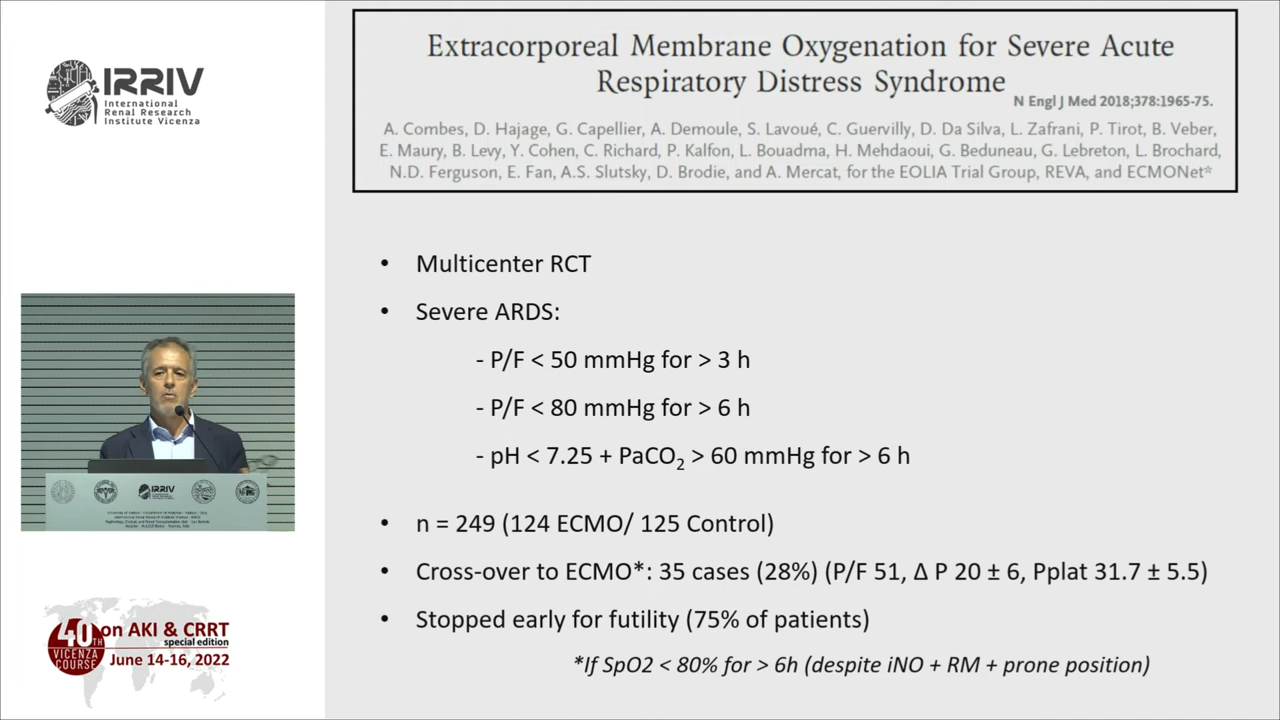 IRRIV
International
Renal Research
Institute Vicenza
Extracorporeal Membrane Oxygenation for Severe Acute
Respiratory Distress Syndrome
N Engl J Med 2018;378:1965-75.
A. Combes, D. Hajage, G. Capellier, A. Demoule, S. Lavoué, C. Guervilly, D. Da Silva, L. Zafrani, P. Tirot, B. Veber,
E. Maury, B. Levy, Y. Cohen, C. Richard, P. Kalfon, L. Bouadma, H. Mehdaoui, G. Beduneau, G. Lebreton, L. Brochard,
N.D. Ferguson, E. Fan, A.S. Slutsky, D. Brodie, and A. Mercat, for the EOLIA Trial Group, REVA, and ECMONet*
• Multicenter RCT
• Severe ARDS:
- P/F < 50 mmHg for > 3 h
- P/F < 80 mmHg for > 6 h
- pH < 7.25 + PaCO₂ > 60 mmHg for > 6 h
• n = 249 (124 ECMO/ 125 Control)
• Cross-over to ECMO*: 35 cases (28%) (P/F 51, Δ P 20 ± 6, Pplat 31.7 ± 5.5)
• Stopped early for futility (75% of patients)
*If SpO2 < 80% for > 6h (despite iNO + RM + prone position)
IRRIV
40TH on AKI & CRRT
special edition
VICENZA
COURSE
June 14-16, 2022